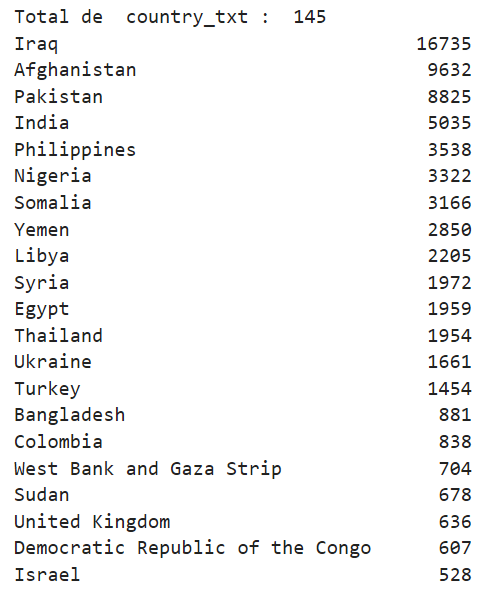 Total de  country_txt :  145
Iraq                                16735
Afghanistan                          9632
Pakistan                             8825
India                                5035
Philippines                          3538
Nigeria                              3322
Somalia                              3166
Yemen                                2850
Libya                                2205
Syria                                1972
Egypt                                1959
Thailand                             1954
Ukraine                              1661
Turkey                               1454
Bangladesh                            881
Colombia                              838
West Bank and Gaza Strip              704
Sudan                                 678
United Kingdom                        636
Democratic Republic of the Congo      607
Israel                                528